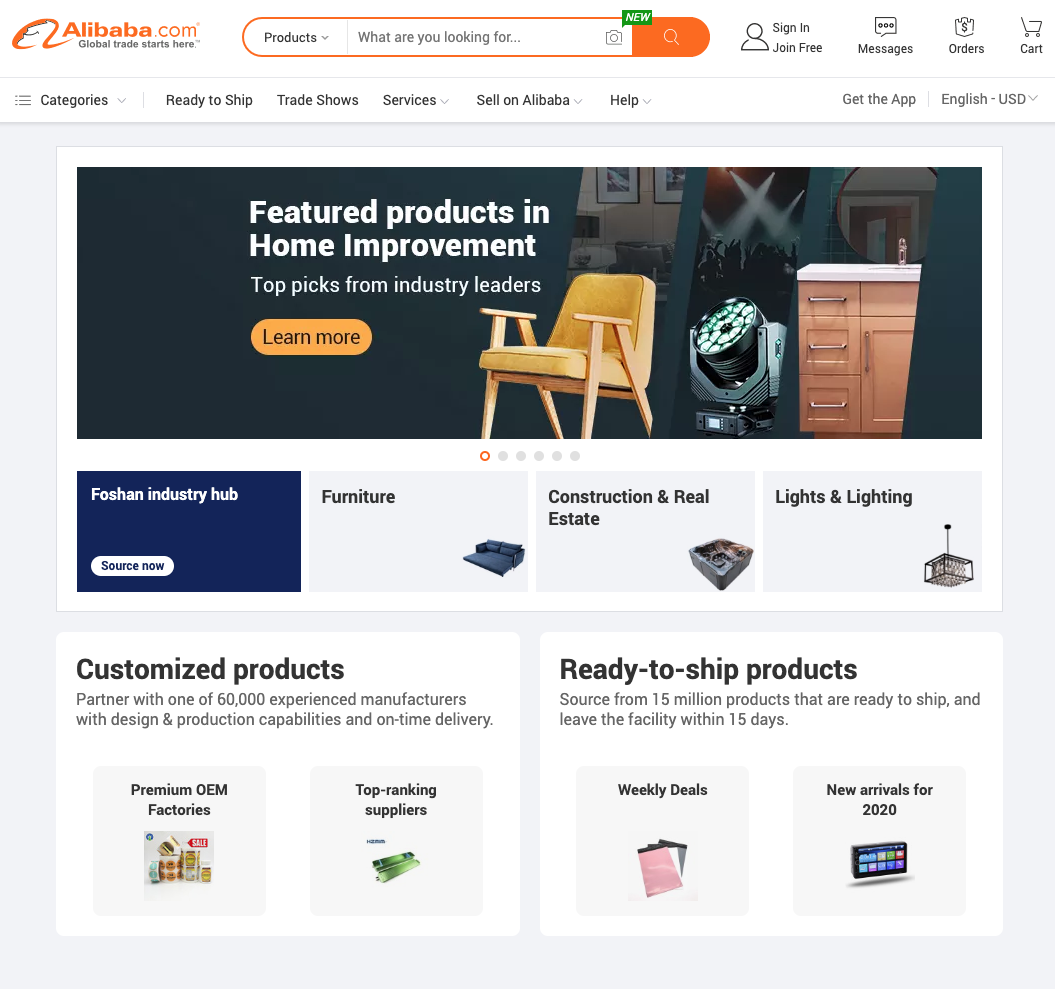 Alibaba.com
Global trade starts here.™
Products
What are you looking for...
NEW
Sign In
Join Free
Messages
Orders
Cart
Categories
Ready to Ship
Trade Shows
Services
Sell on Alibaba
Help
Get the App
English - USD
Featured products in
Home Improvement
Top picks from industry leaders
Learn more
Foshan industry hub
Source now
Furniture
Construction & Real
Estate
Lights & Lighting
Customized products
Partner with one of 60,000 experienced manufacturers
with design & production capabilities and on-time delivery.
Ready-to-ship products
Source from 15 million products that are ready to ship, and
leave the facility within 15 days.
Premium OEM
Factories
SALE
Top-ranking
suppliers
Weekly Deals
New arrivals for
2020